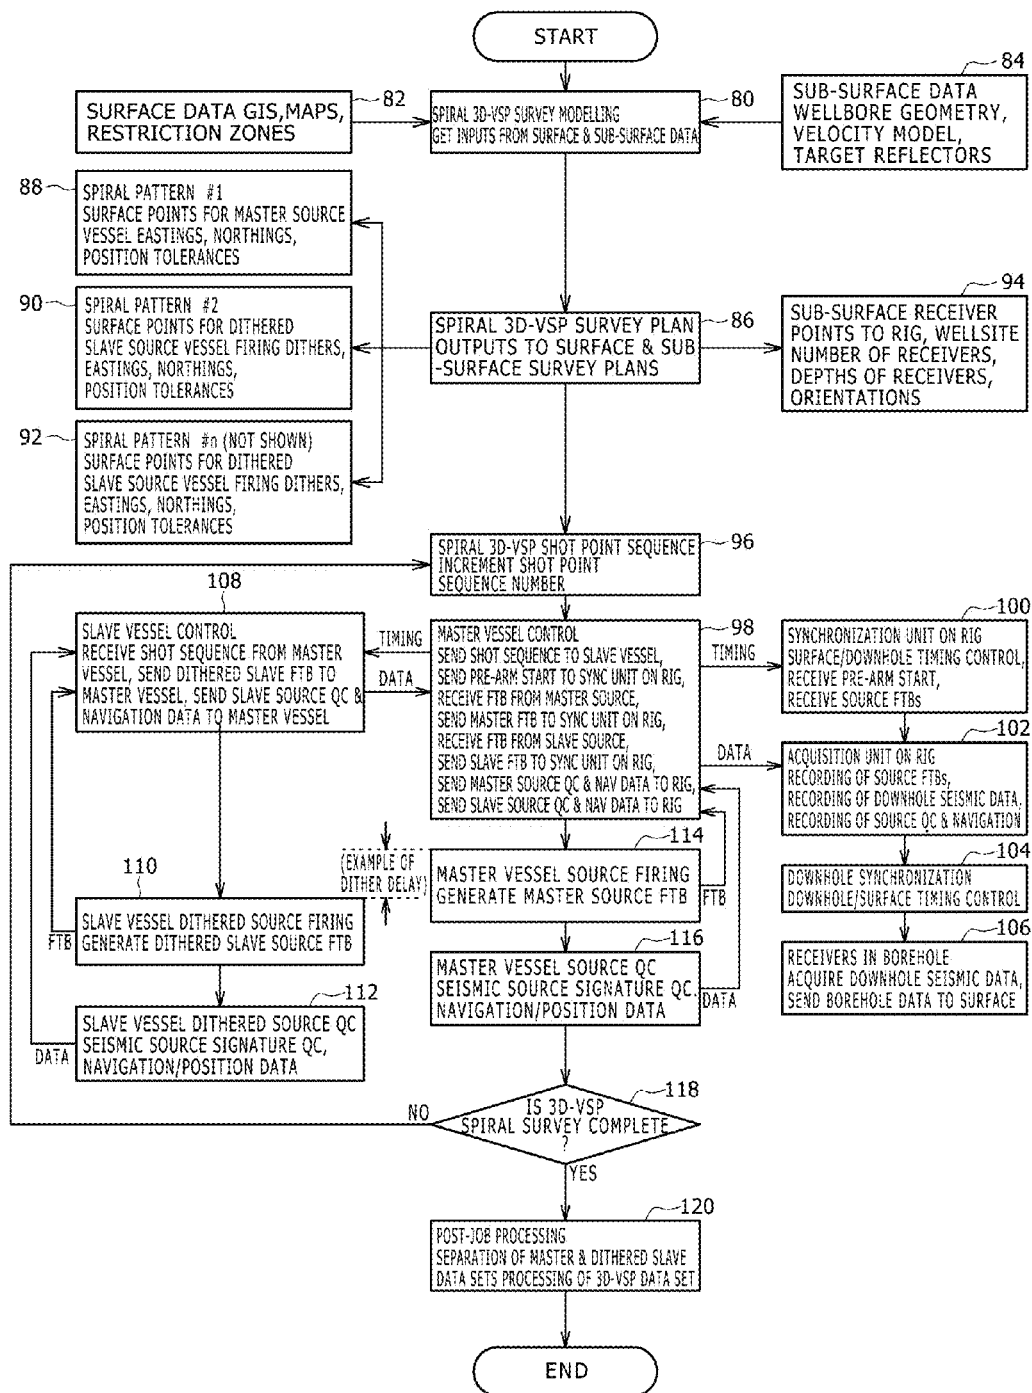 START
84
SURFACE DATA GIS,MAPS,
RESTRICTION ZONES
82
SPIRAL 3D-VSP SURVEY MODELLING
GET INPUTS FROM SURFACE & SUB-SURFACE DATA
80
SUB-SURFACE DATA
WELLBORE GEOMETRY,
VELOCITY MODEL,
TARGET REFLECTORS
88
SPIRAL PATTERN #1
SURFACE POINTS FOR MASTER SOURCE
VESSEL EASTINGS, NORTHINGS,
POSITION TOLERANCES
90
SPIRAL PATTERN #2
SURFACE POINTS FOR DITHERED
SLAVE SOURCE VESSEL FIRING DITHERS,
EASTINGS, NORTHINGS,
POSITION TOLERANCES
86
SPIRAL 3D-VSP SURVEY PLAN
OUTPUTS TO SURFACE & SUB
-SURFACE SURVEY PLANS
94
SUB-SURFACE RECEIVER
POINTS TO RIG, WELLSITE
NUMBER OF RECEIVERS,
DEPTHS OF RECEIVERS,
ORIENTATIONS
92
SPIRAL PATTERN #n (NOT SHOWN)
SURFACE POINTS FOR DITHERED
SLAVE SOURCE VESSEL FIRING DITHERS,
EASTINGS, NORTHINGS,
POSITION TOLERANCES
SPIRAL 3D-VSP SHOT POINT SEQUENCE
INCREMENT SHOT POINT
SEQUENCE NUMBER
96
108
SLAVE VESSEL CONTROL
RECEIVE SHOT SEQUENCE FROM MASTER
VESSEL, SEND DITHERED SLAVE FTB TO
MASTER VESSEL, SEND SLAVE SOURCE QC &
NAVIGATION DATA TO MASTER VESSEL
TIMING
DATA
98
MASTER VESSEL CONTROL
SEND SHOT SEQUENCE TO SLAVE VESSEL,
SEND PRE-ARM START TO SYNC UNIT ON RIG,
RECEIVE FTB FROM MASTER SOURCE,
SEND MASTER FTB TO SYNC UNIT ON RIG,
RECEIVE FTB FROM SLAVE SOURCE,
SEND SLAVE FTB TO SYNC UNIT ON RIG,
SEND MASTER SOURCE QC & NAV DATA TO RIG,
SEND SLAVE SOURCE QC & NAV DATA TO RIG
TIMING
DATA
100
SYNCHRONIZATION UNIT ON RIG
SURFACE/DOWNHOLE TIMING CONTROL,
RECEIVE PRE-ARM START,
RECEIVE SOURCE FTBs
102
ACQUISITION UNIT ON RIG
RECORDING OF SOURCE FTBs,
RECORDING OF DOWNHOLE SEISMIC DATA,
RECORDING OF SOURCE QC & NAVIGATION
104
DOWNHOLE SYNCHRONIZATION
DOWNHOLE/SURFACE TIMING CONTROL
106
RECEIVERS IN BOREHOLE
ACQUIRE DOWNHOLE SEISMIC DATA,
SEND BOREHOLE DATA TO SURFACE
(EXAMPLE OF
DITHER DELAY)
114
MASTER VESSEL SOURCE FIRING
GENERATE MASTER SOURCE FTB
FTB
110
SLAVE VESSEL DITHERED SOURCE FIRING
GENERATE DITHERED SLAVE SOURCE FTB
FTB
116
MASTER VESSEL SOURCE QC
SEISMIC SOURCE SIGNATURE QC.
NAVIGATION/POSITION DATA
DATA
112
SLAVE VESSEL DITHERED SOURCE QC
SEISMIC SOURCE SIGNATURE QC,
NAVIGATION/POSITION DATA
DATA
118
IS 3D-VSP
SPIRAL SURVEY COMPLETE
?
NO
YES
120
POST-JOB PROCESSING
SEPARATION OF MASTER & DITHERED SLAVE
DATA SETS PROCESSING OF 3D-VSP DATA SET
END